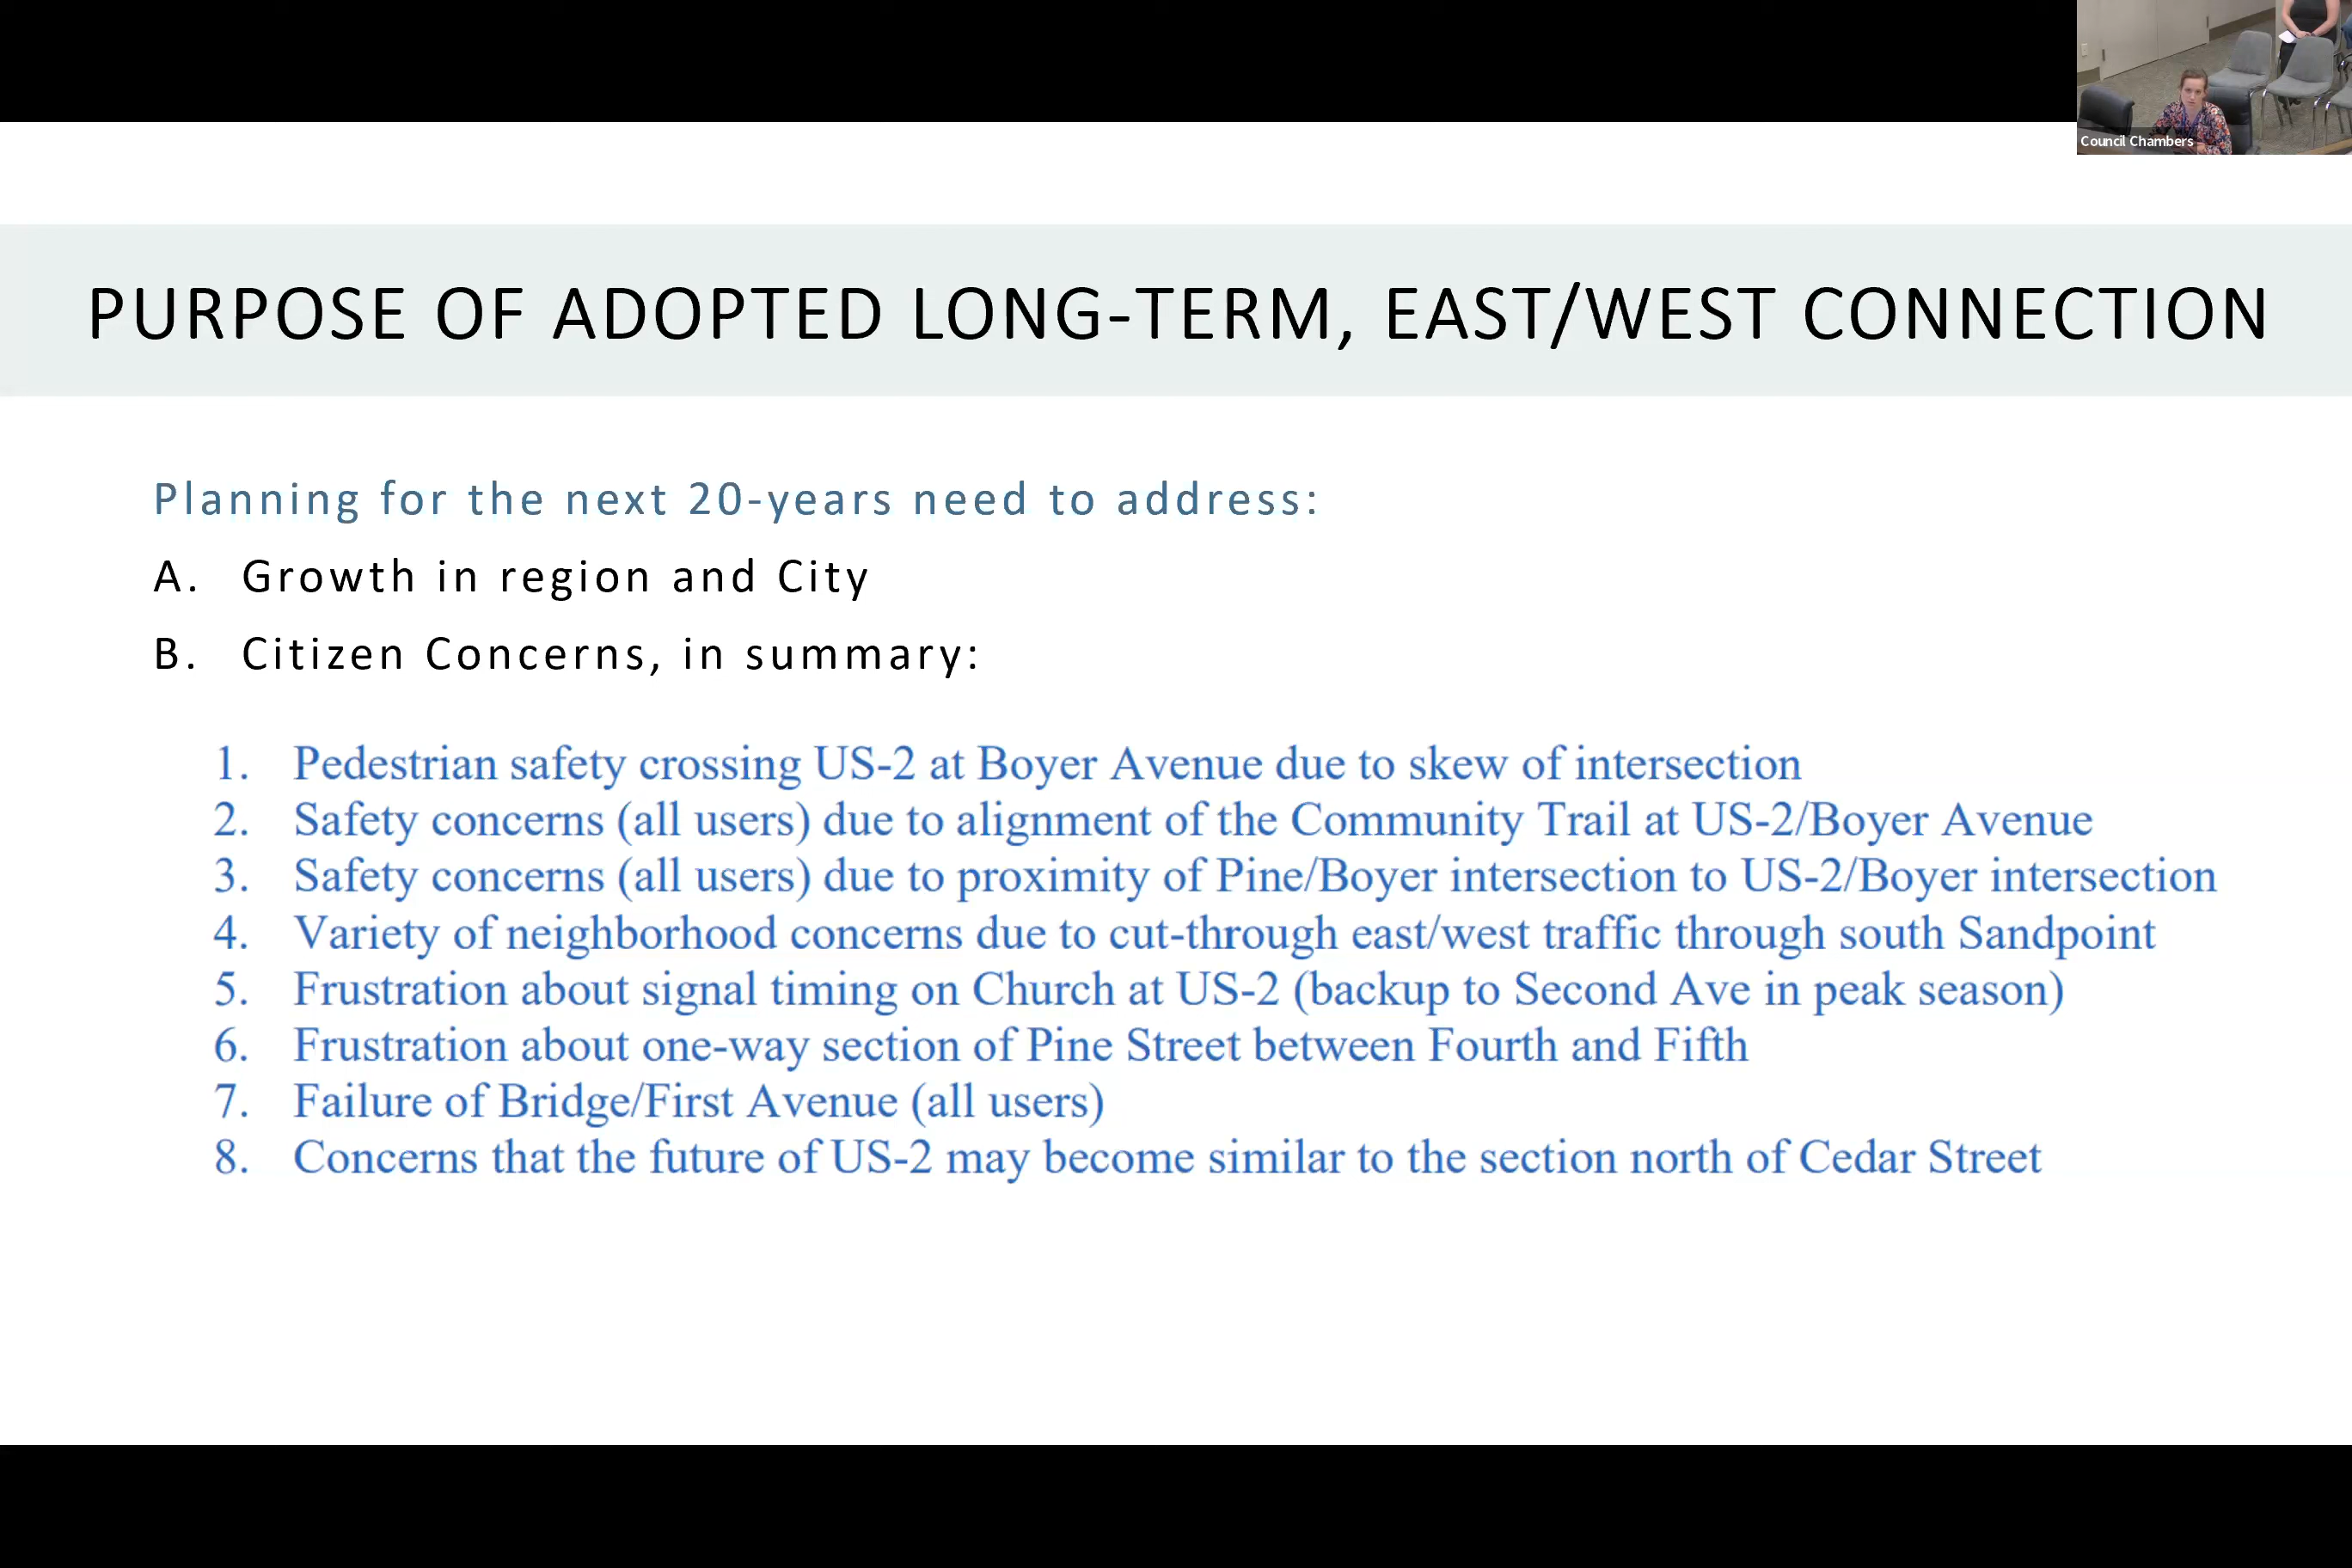 Council Chambers
PURPOSE OF ADOPTED LONG-TERM, EAST/WEST CONNECTION
Planning for the next 20-years need to address:
A. Growth in region and City
B. Citizen Concerns, in summary:
1. Pedestrian safety crossing US-2 at Boyer Avenue due to skew of intersection
2. Safety concerns (all users) due to alignment of the Community Trail at US-2/Boyer Avenue
3. Safety concerns (all users) due to proximity of Pine/Boyer intersection to US-2/Boyer intersection
4. Variety of neighborhood concerns due to cut-through east/west traffic through south Sandpoint
5. Frustration about signal timing on Church at US-2 (backup to Second Ave in peak season)
6. Frustration about one-way section of Pine Street between Fourth and Fifth
7. Failure of Bridge/First Avenue (all users)
8. Concerns that the future of US-2 may become similar to the section north of Cedar Street